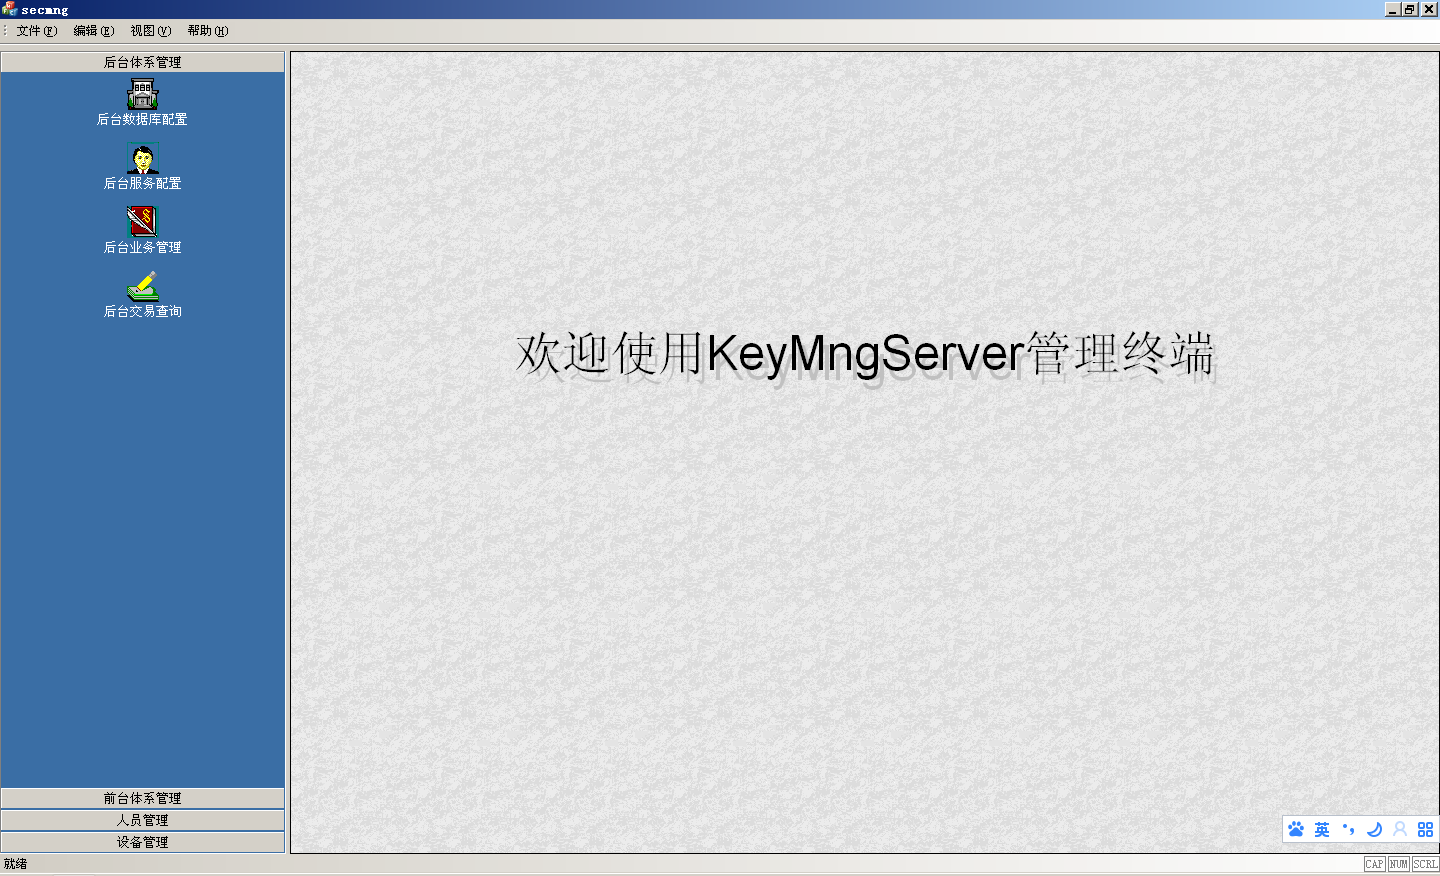 secmng
文件(F) 编辑(E) 视图(V) 帮助(H)
后台体系管理
后台数据库配置
后台服务配置
后台业务管理
后台交易查询
欢迎使用KeyMngServer管理终端
前台体系管理
人员管理
设备管理
英
就绪
CAP NUM SCRL